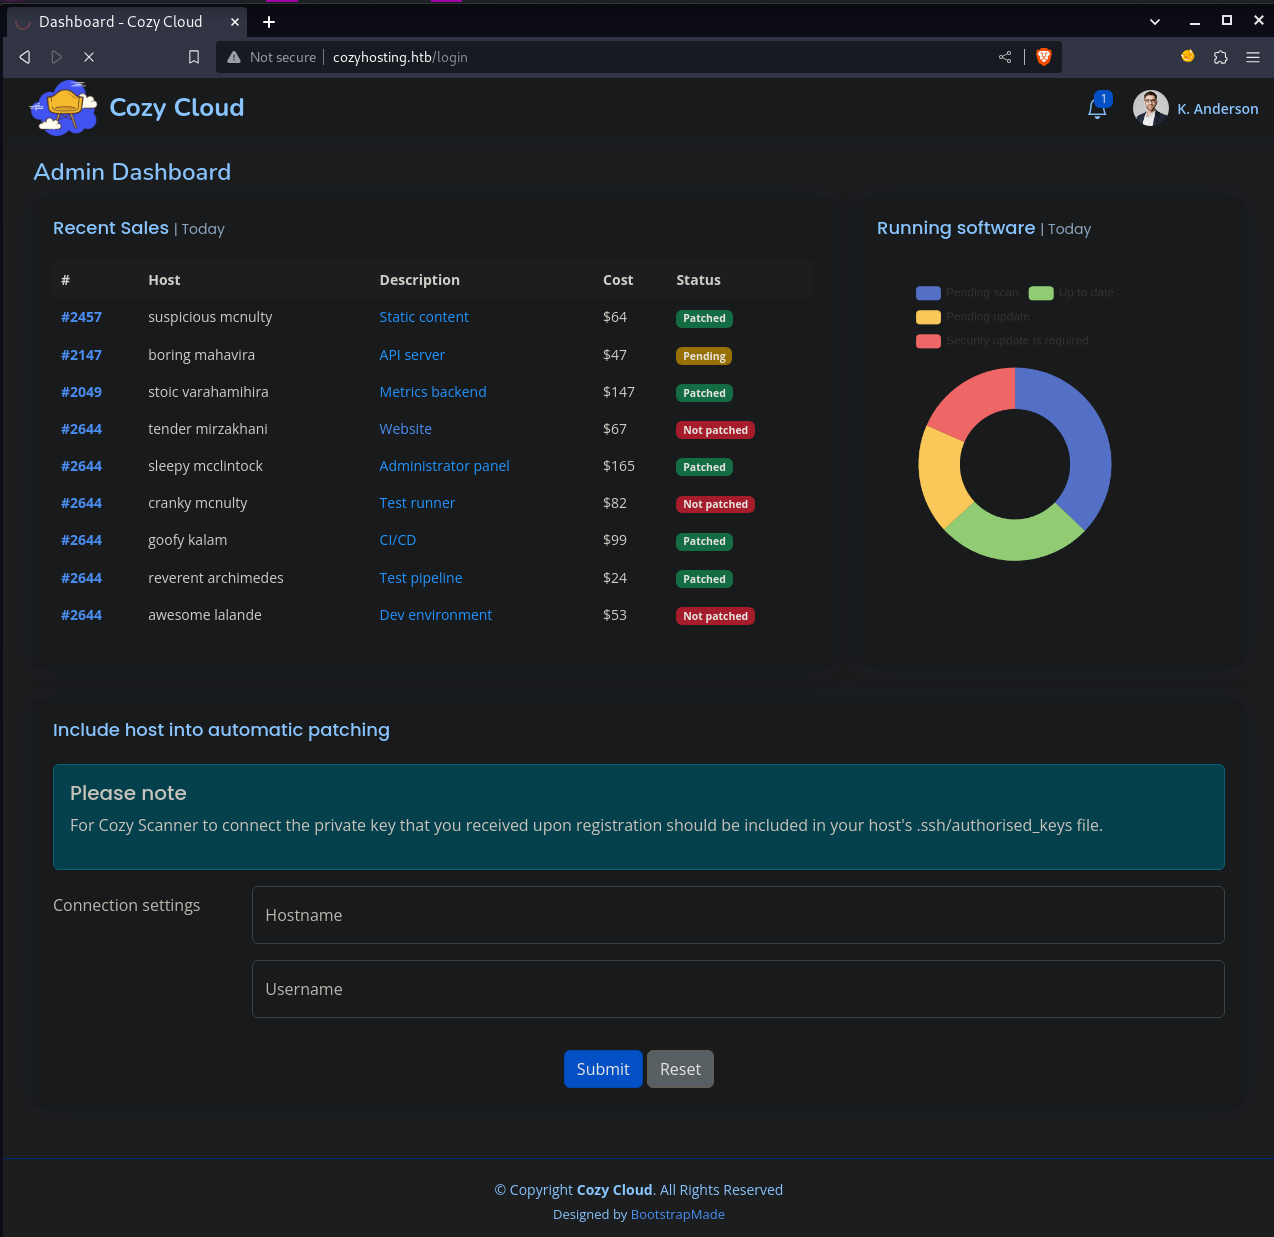 Dashboard - Cozy Cloud
Not secure cozyhosting.htb/login
Cozy Cloud
1
K. Anderson
Admin Dashboard
Recent Sales | Today
# Host Description Cost Status
#2457 suspicious mcnulty Static content $64 Patched
#2147 boring mahavira API server $47 Pending
#2049 stoic varahamihira Metrics backend $147 Patched
#2644 tender mirzakhani Website $67 Not patched
#2644 sleepy mcclintock Administrator panel $165 Patched
#2644 cranky mcnulty Test runner $82 Not patched
#2644 goofy kalam CI/CD $99 Patched
#2644 reverent archimedes Test pipeline $24 Patched
#2644 awesome lalande Dev environment $53 Not patched
Running software | Today
Pending scan Up to date
Pending update
Security update is required
Include host into automatic patching
Please note
For Cozy Scanner to connect the private key that you received upon registration should be included in your host's .ssh/authorised_keys file.
Connection settings
Hostname
Username
Submit Reset
© Copyright Cozy Cloud. All Rights Reserved
Designed by BootstrapMade